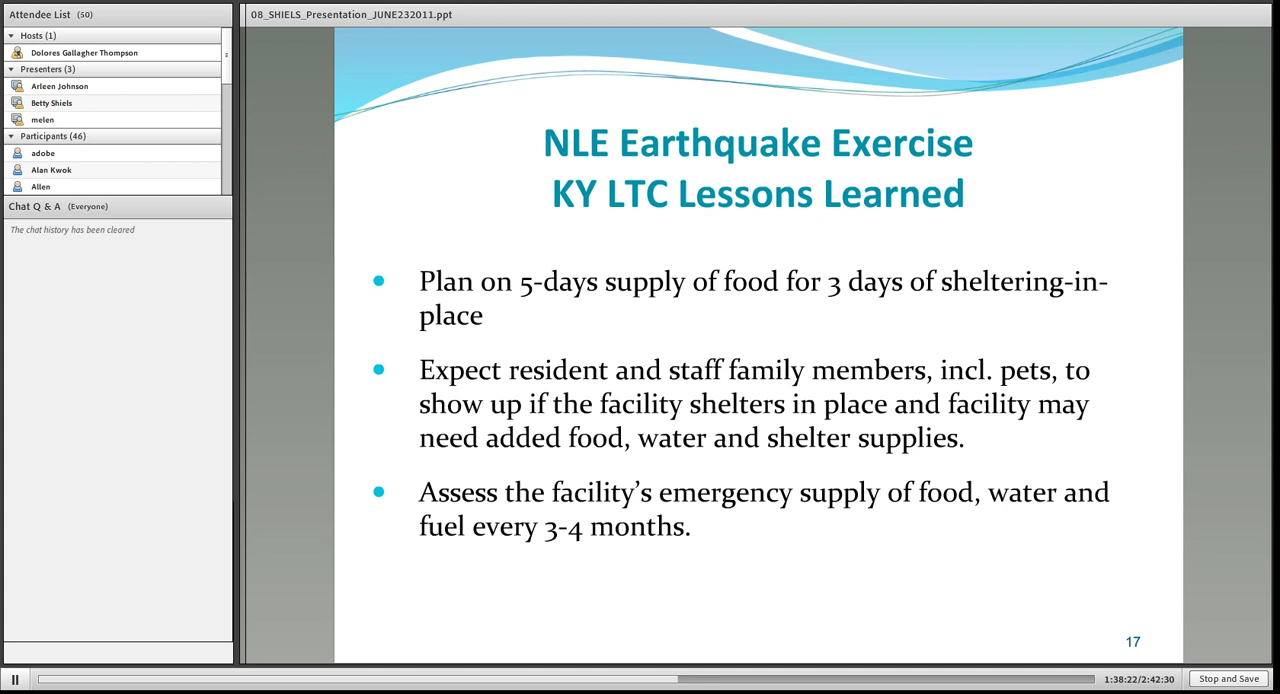 Attendee List (50)
Hosts (1)
Dolores Gallagher Thompson
Presenters (3)
Arleen Johnson
Betty Shiels
melen
Participants (46)
adobe
Alan Kwok
Allen
Chat Q & A (Everyone)
The chat history has been cleared
08_SHIELS_Presentation_JUNE232011.ppt
NLE Earthquake Exercise
KY LTC Lessons Learned
Plan on 5-days supply of food for 3 days of sheltering-in-
place
Expect resident and staff family members, incl. pets, to
show up if the facility shelters in place and facility may
need added food, water and shelter supplies.
Assess the facility’s emergency supply of food, water and
fuel every 3-4 months.
17
1:38:22/2:42:30
Stop and Save